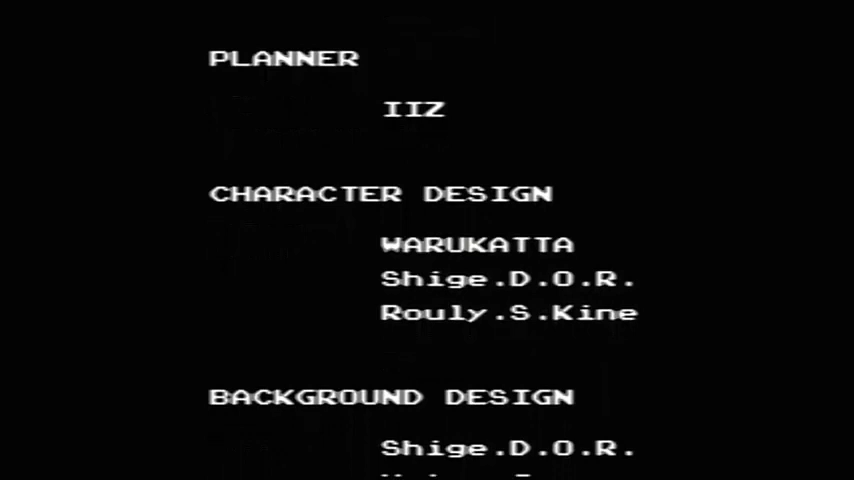 PLANNER
IIZ
CHARACTER DESIGN
WARUKATTA
Shige.D.O.R.
Rouly.S.Kine
BACKGROUND DESIGN
Shige.D.O.R.